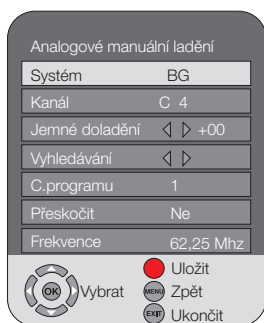 Analogové manuální ladění
Systém BG
Kanál C 4
Jemné doladění +00
Vyhledávání
C.programu 1
Přeskočit Ne
Frekvence 62,25 Mhz
OK Vybrat
Uložit
MENU Zpět
EXIT Ukončit